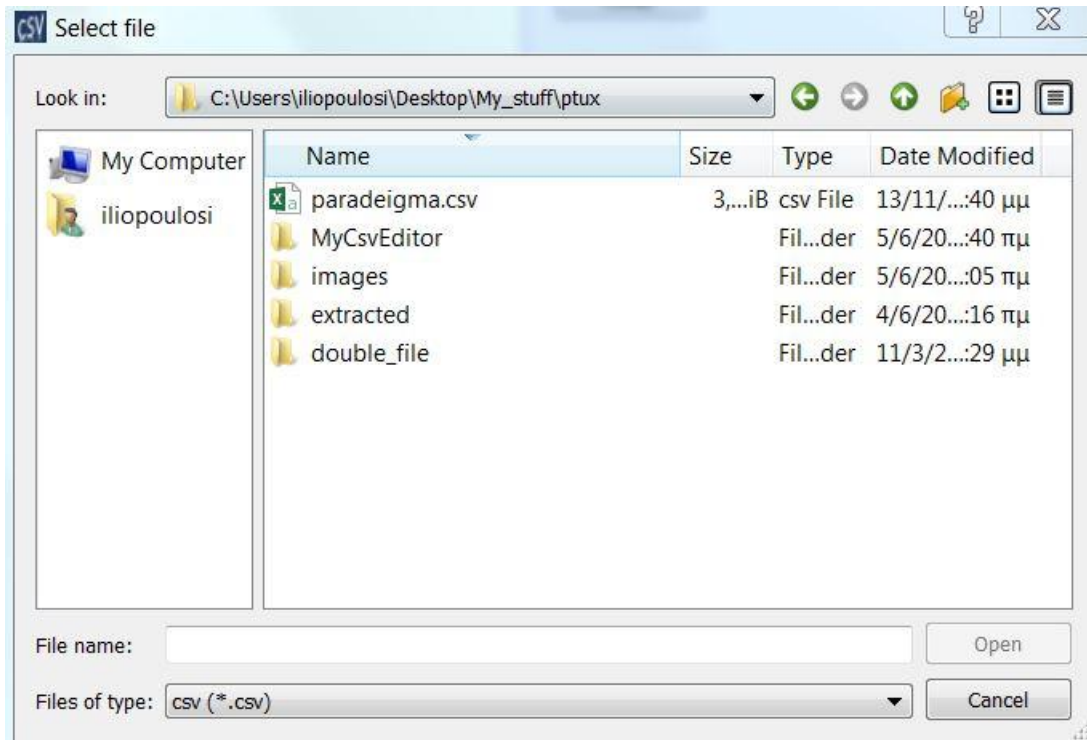 CSV Select file
Look in: C:\Users\iliopoulosi\Desktop\My_stuff\ptux
My Computer
iliopoulosi
Name Size Type Date Modified
paradeigma.csv 3,...iB csv File 13/11/...:40 μμ
MyCsvEditor Fil...der 5/6/20...:40 πμ
images Fil...der 5/6/20...:05 πμ
extracted Fil...der 4/6/20...:16 πμ
double_file Fil...der 11/3/2...:29 μμ
File name: Open
Files of type: csv (*.csv) Cancel